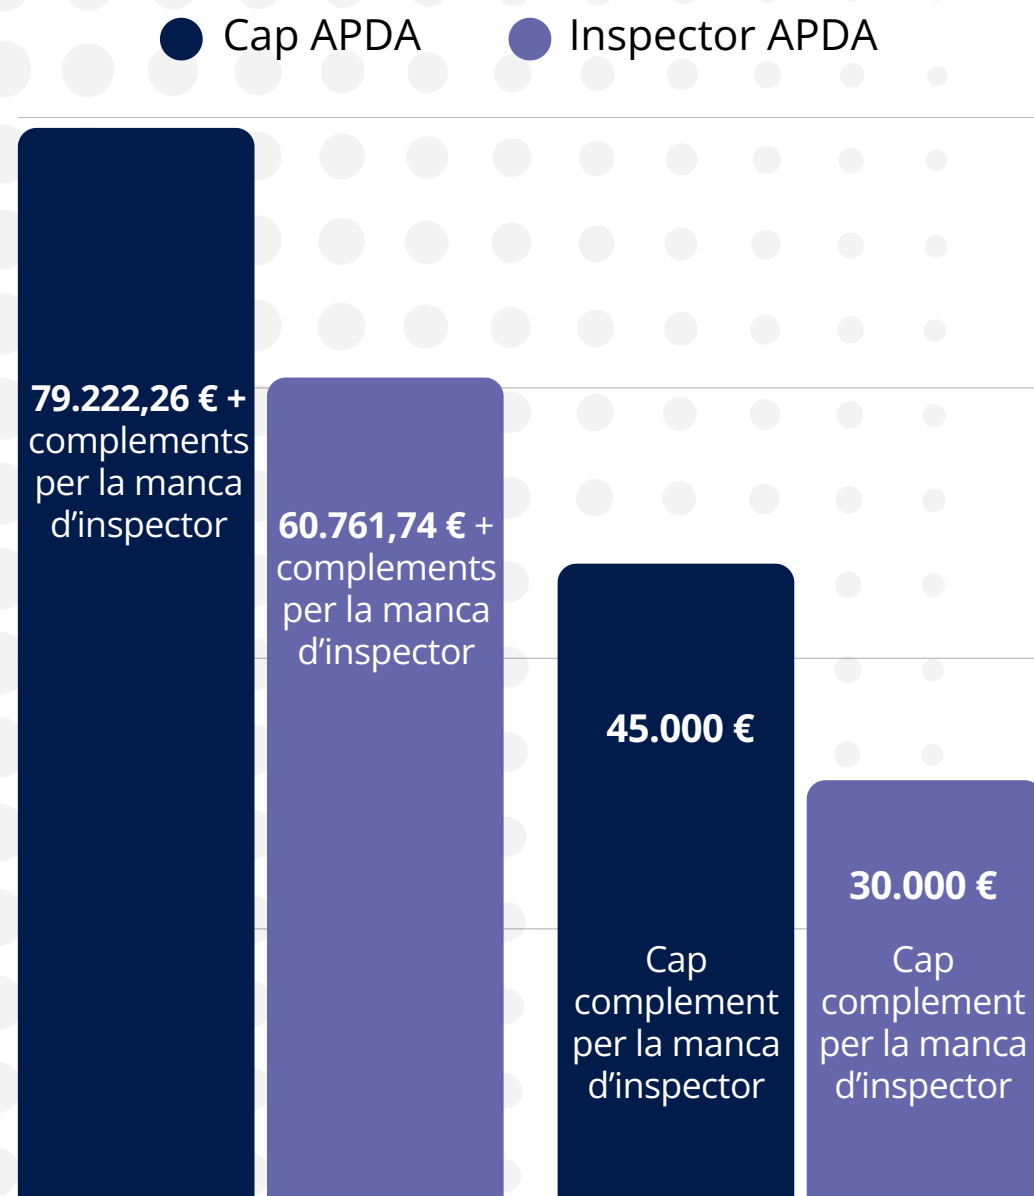 Cap APDA
Inspector APDA
79.222,26 € +
complements
per la manca
d’inspector
60.761,74 € +
complements
per la manca
d’inspector
45.000 €
Cap
complement
per la manca
d’inspector
30.000 €
Cap
complement
per la manca
d’inspector